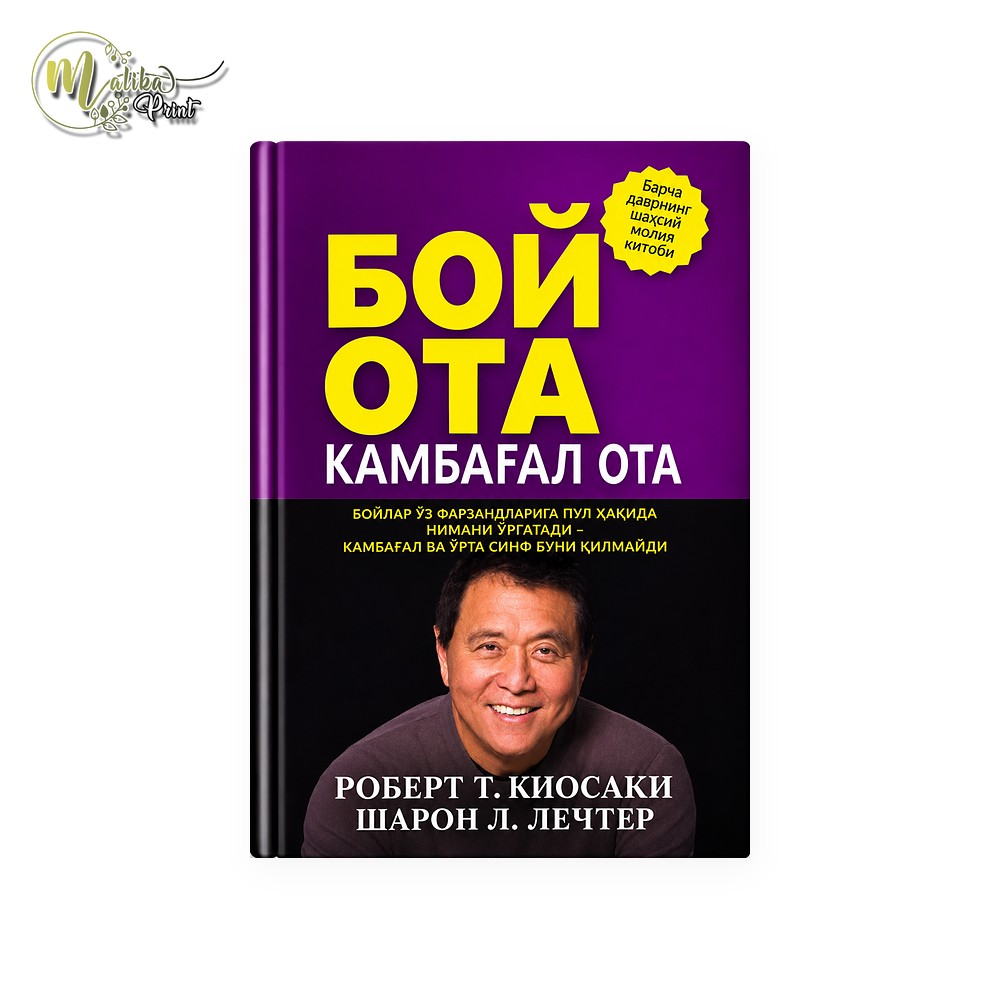 Malika
Print
Барча
даврнинг
шаҳсий
молия
китоби
БОЙ
ОТА
КАМБАҒАЛ ОТА
БОЙЛАР ЎЗ ФАРЗАНДЛАРИГА ПУЛ ҲАҚИДА
НИМАНИ ЎРГАТАДИ –
КАМБАҒАЛ ВА ЎРТА СИНФ БУНИ ҚИЛМАЙДИ
РОБЕРТ Т. КИОСАКИ
ШАРОН Л. ЛЕЧТЕР